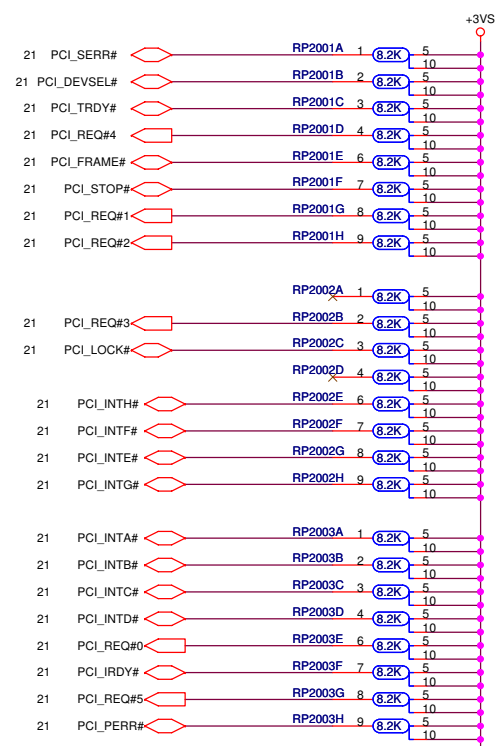 +3VS
21 PCI_SERR# RP2001A 1 8.2K 5
10
21 PCI_DEVSEL# RP2001B 2 8.2K 5
10
21 PCI_TRDY# RP2001C 3 8.2K 5
10
21 PCI_REQ#4 RP2001D 4 8.2K 5
10
21 PCI_FRAME# RP2001E 6 8.2K 5
10
21 PCI_STOP# RP2001F 7 8.2K 5
10
21 PCI_REQ#1 RP2001G 8 8.2K 5
10
21 PCI_REQ#2 RP2001H 9 8.2K 5
10
RP2002A 1 8.2K 5
10
21 PCI_REQ#3 RP2002B 2 8.2K 5
10
21 PCI_LOCK# RP2002C 3 8.2K 5
10
RP2002D 4 8.2K 5
10
21 PCI_INTH# RP2002E 6 8.2K 5
10
21 PCI_INTF# RP2002F 7 8.2K 5
10
21 PCI_INTE# RP2002G 8 8.2K 5
10
21 PCI_INTG# RP2002H 9 8.2K 5
10
21 PCI_INTA# RP2003A 1 8.2K 5
10
21 PCI_INTB# RP2003B 2 8.2K 5
10
21 PCI_INTC# RP2003C 3 8.2K 5
10
21 PCI_INTD# RP2003D 4 8.2K 5
10
21 PCI_REQ#0 RP2003E 6 8.2K 5
10
21 PCI_IRDY# RP2003F 7 8.2K 5
10
21 PCI_REQ#5 RP2003G 8 8.2K 5
10
21 PCI_PERR# RP2003H 9 8.2K 5
10